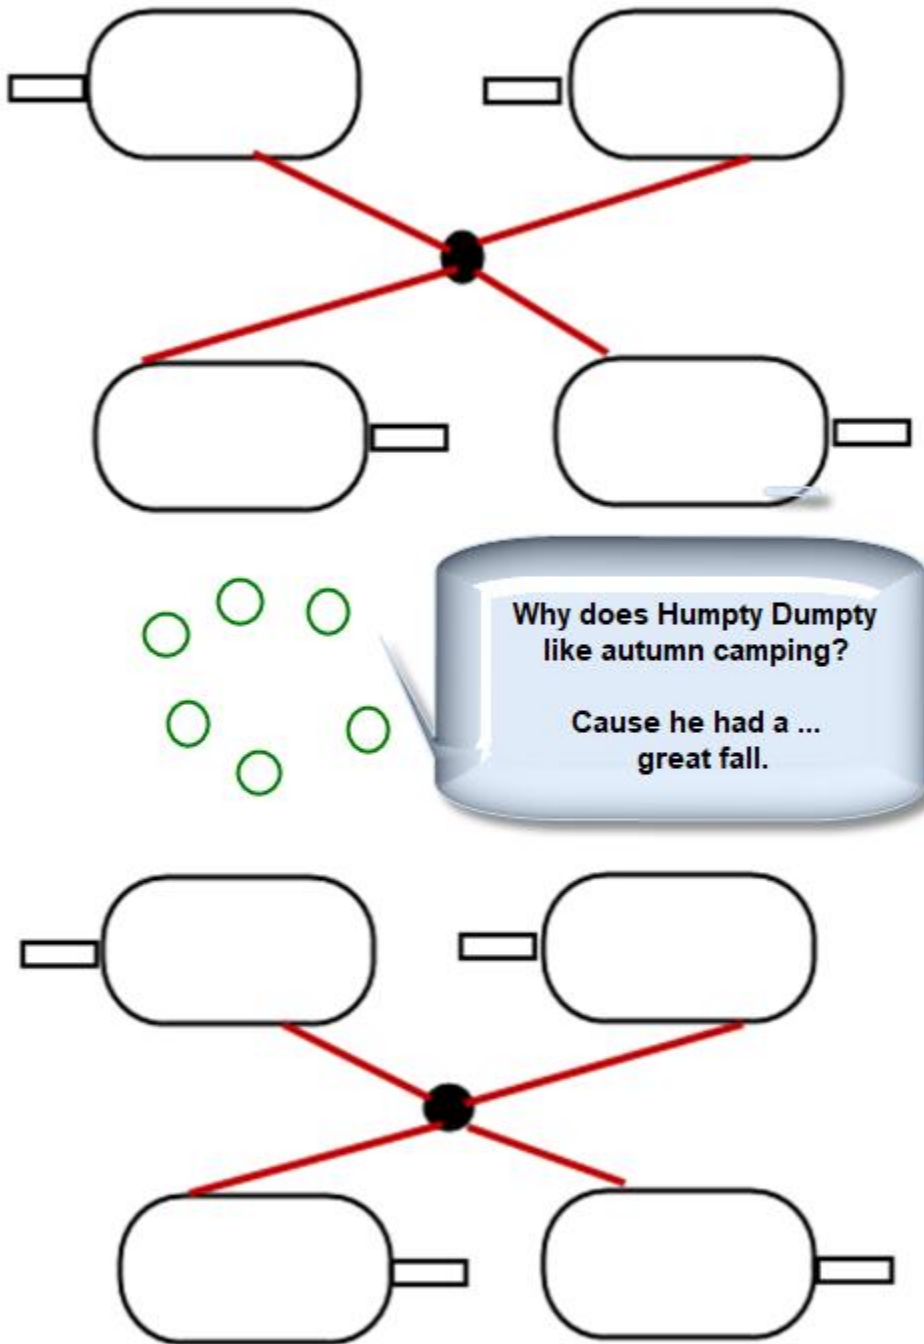 Why does Humpty Dumpty
like autumn camping?
Cause he had a ...
great fall.